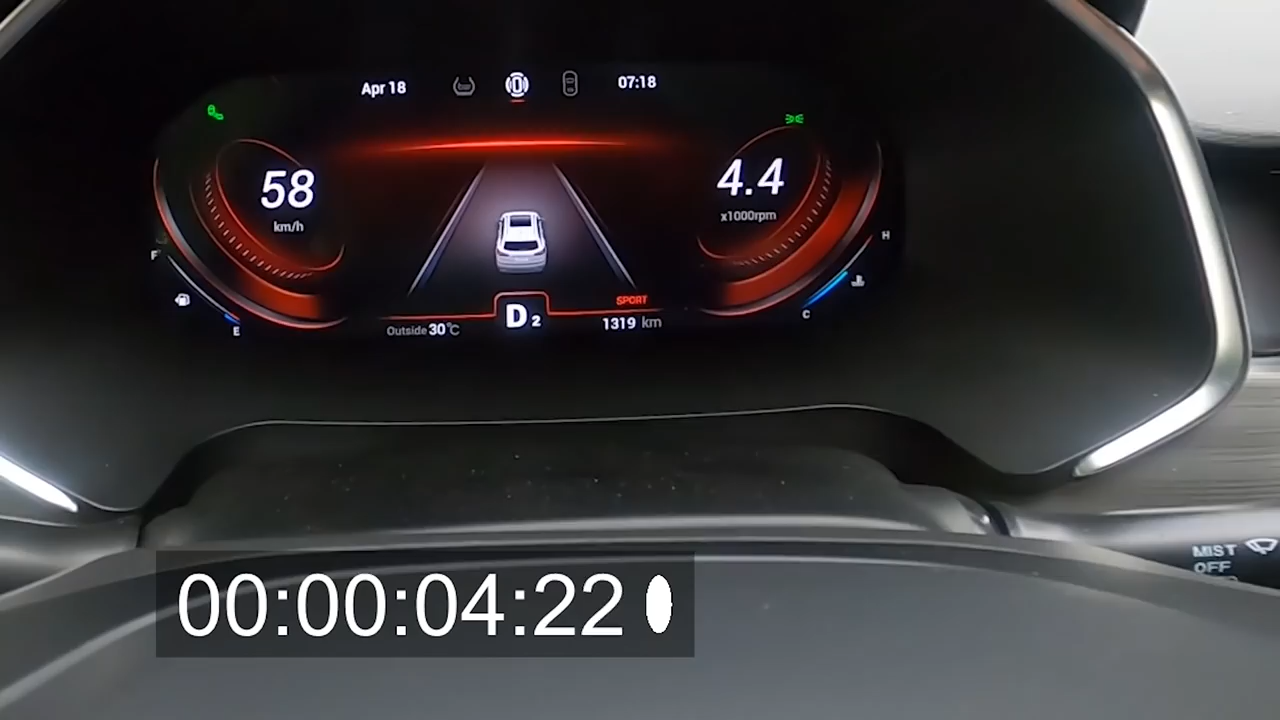 Apr 18
07:18
58
km/h
4.4
x1000rpm
F
E
H
C
SPORT
D 2
Outside 30°C
1319 km
MIST
OFF
00:00:04:22